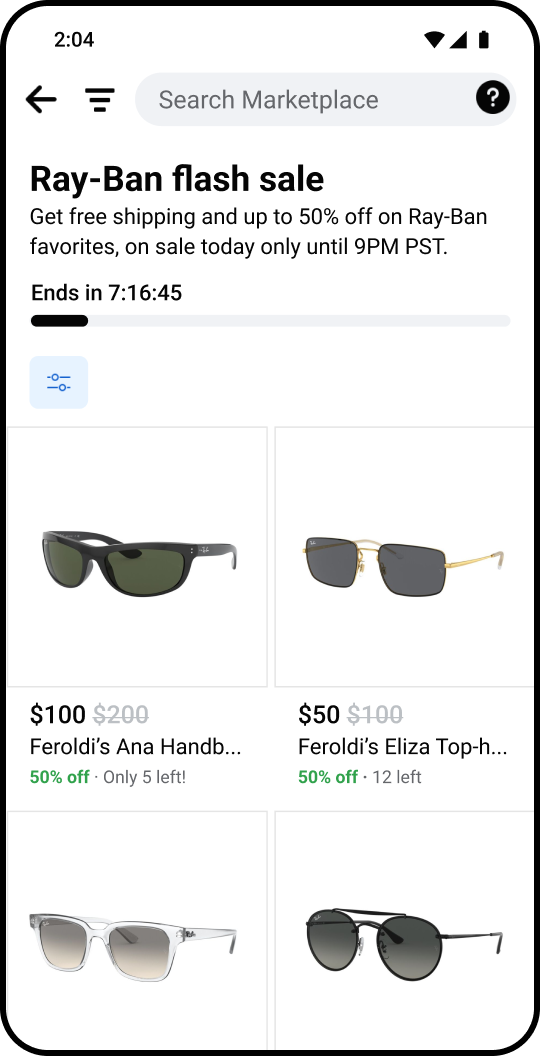 2:04
Search Marketplace
?
Ray-Ban flash sale
Get free shipping and up to 50% off on Ray-Ban
favorites, on sale today only until 9PM PST.
Ends in 7:16:45
$100 $200
Feroldi’s Ana Handb...
50% off · Only 5 left!
$50 $100
Feroldi’s Eliza Top-h...
50% off · 12 left